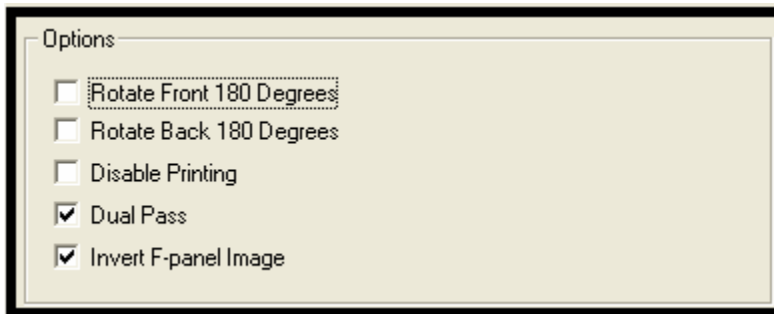 Options
Rotate Front 180 Degrees
Rotate Back 180 Degrees
Disable Printing
Dual Pass
Invert F-panel Image